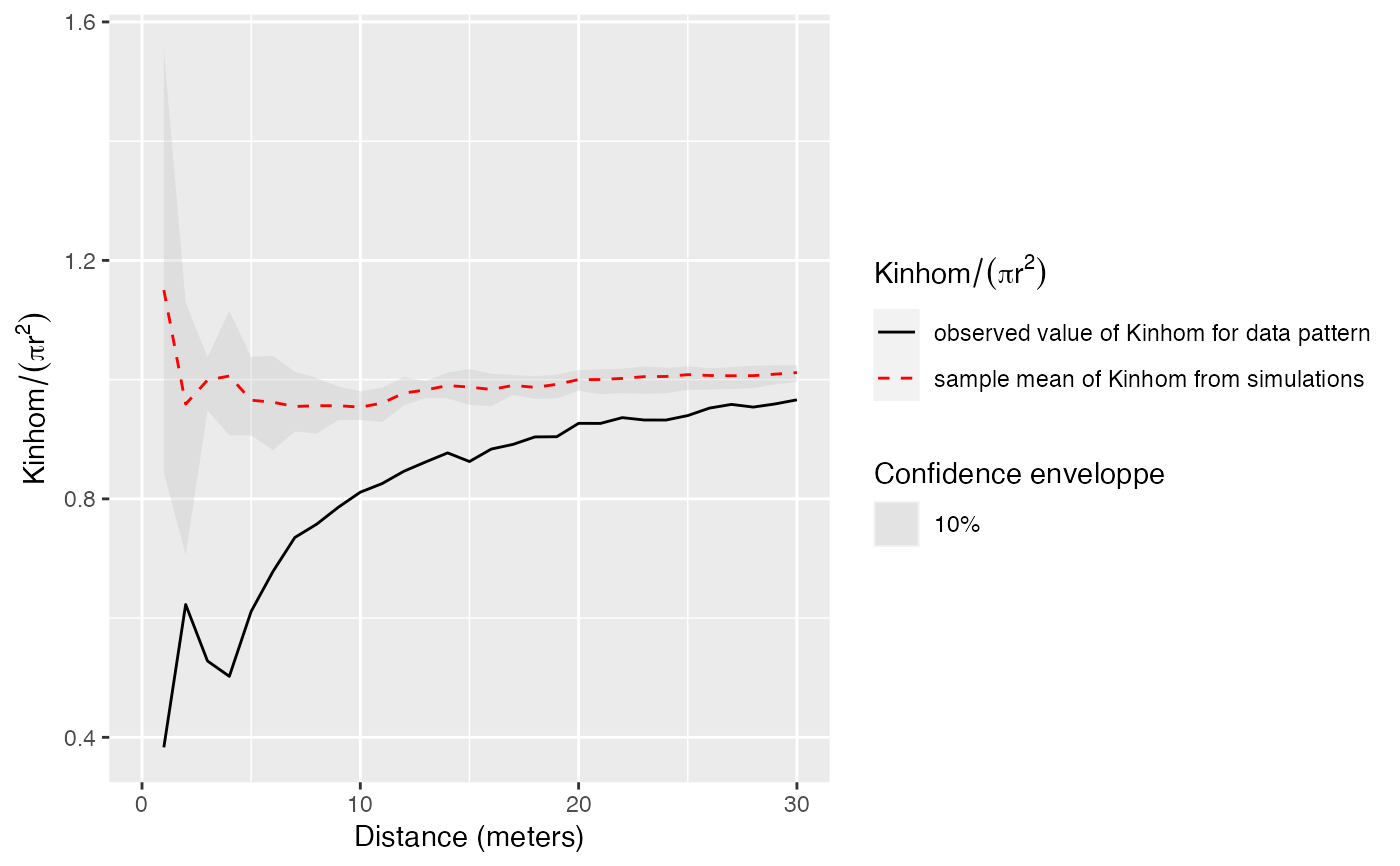 1.6
1.2
0.8
0.4
Kinhom/(πr²)
0
10
20
30
Distance (meters)
Kinhom/(πr²)
observed value of Kinhom for data pattern
sample mean of Kinhom from simulations
Confidence enveloppe
10%